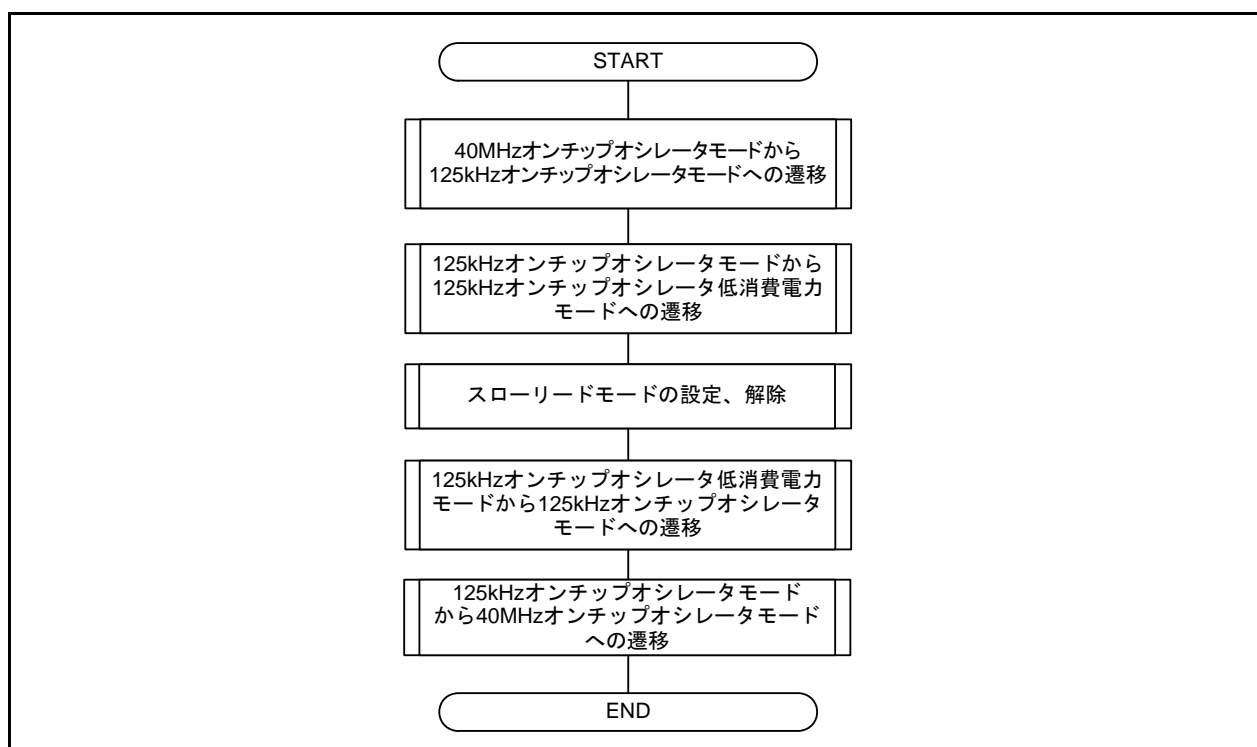 START
40MHzオンチップオシレータモードから
125kHzオンチップオシレータモードへの遷移
125kHzオンチップオシレータモードから
125kHzオンチップオシレータ低消費電力
モードへの遷移
スローリードモードの設定、解除
125kHzオンチップオシレータ低消費電力
モードから125kHzオンチップオシレータ
モードへの遷移
125kHzオンチップオシレータモード
から40MHzオンチップオシレータモード
への遷移
END